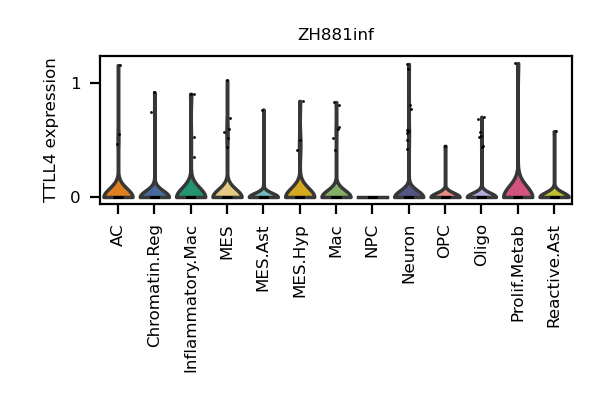 ZH881inf
TTLL4 expression
1
0
AC
Chromatin.Reg
Inflammatory.Mac
MES
MES.Ast
MES.Hyp
Mac
NPC
Neuron
OPC
Oligo
Prolif.Metab
Reactive.Ast